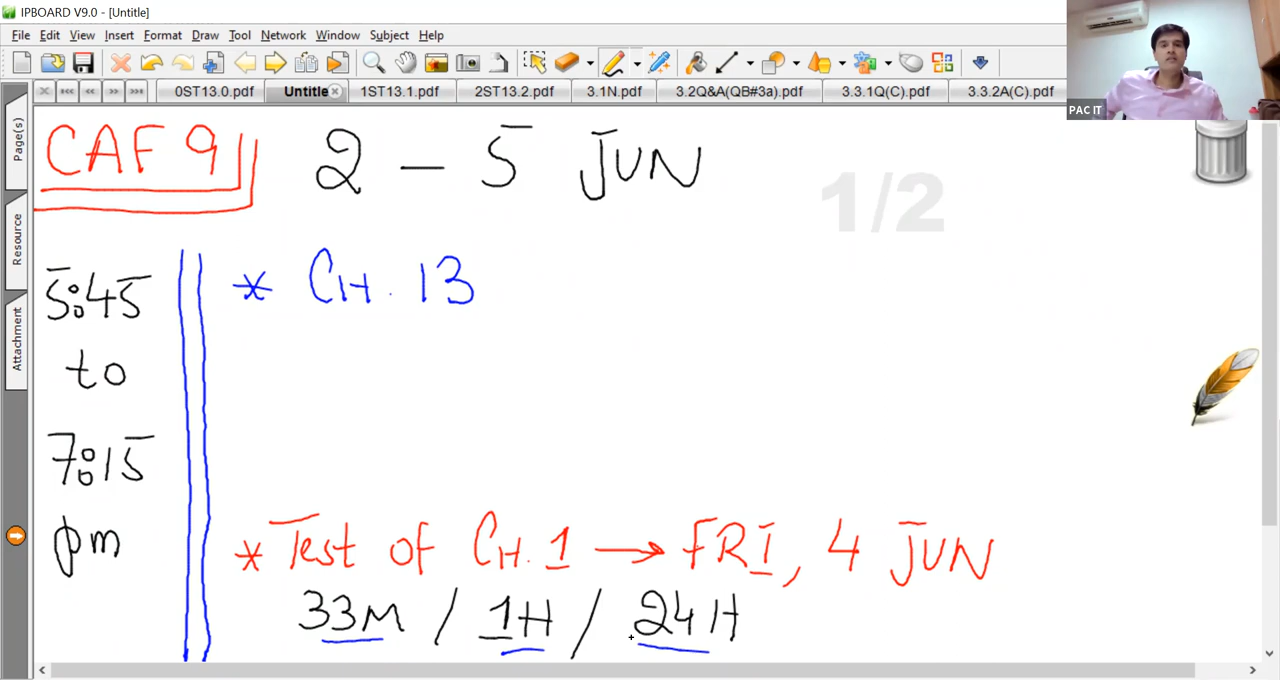 IPBOARD V9.0 - [Untitle]
File Edit View Insert Format Draw Tool Network Window Subject Help
0ST13.0.pdf Untitle 1ST13.1.pdf 2ST13.2.pdf 3.1N.pdf 3.2Q&A(QB#3a).pdf 3.3.1Q(C).pdf 3.3.2A(C).pdf
PAC IT
Page(s)
Resource
Attachment
CAF 9 2 - 5 JUN
1/2
5:45
to
7:15
pm
* CH. 13
* Test of CH. 1 → FRI, 4 JUN
33M / 1H / 24H